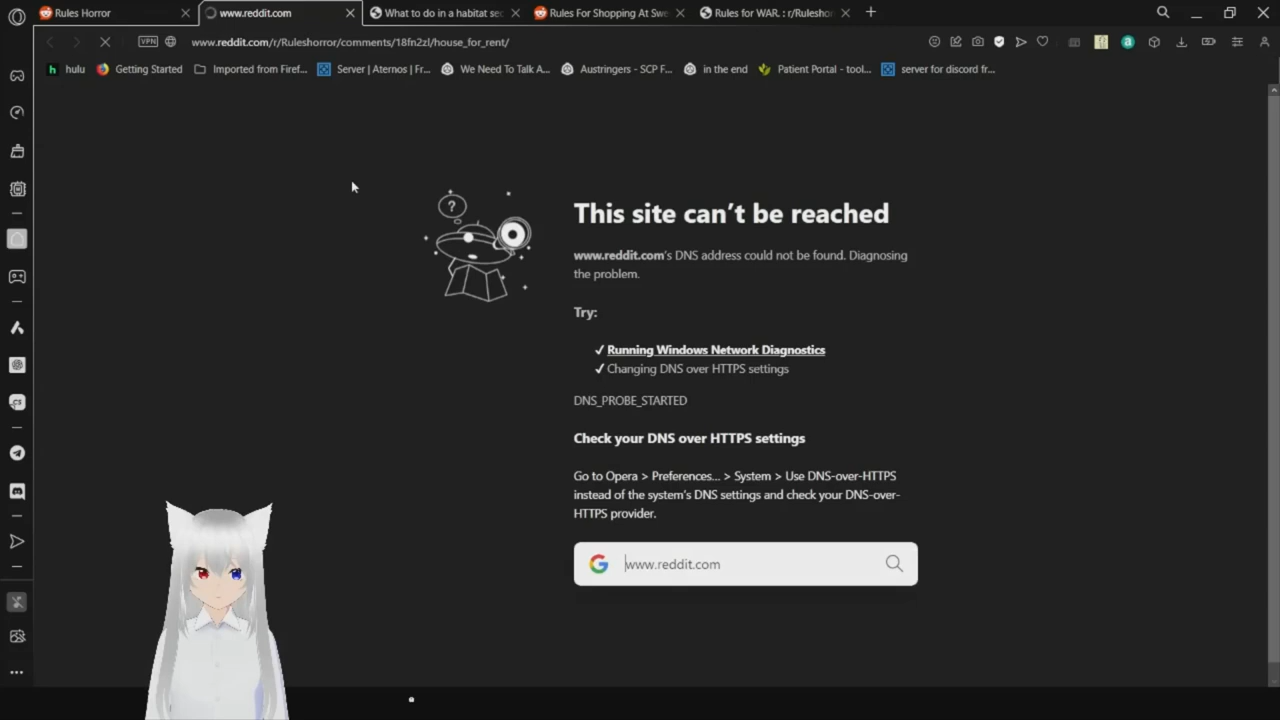 Rules Horror
www.reddit.com
What to do in a habitat sec
Rules For Shopping At Swe
Rules for WAR. : r/Ruleshor
VPN
www.reddit.com/r/Ruleshorror/comments/18fn2zl/house_for_rent/
h hulu
Getting Started
Imported from Firef...
Server | Aternos | Fr...
We Need To Talk A...
Austringers - SCP F...
in the end
Patient Portal - tool...
server for discord fr...
?
This site can't be reached
www.reddit.com's DNS address could not be found. Diagnosing
the problem.
Try:
✓ Running Windows Network Diagnostics
✓ Changing DNS over HTTPS settings
DNS_PROBE_STARTED
Check your DNS over HTTPS settings
Go to Opera > Preferences... > System > Use DNS-over-HTTPS
instead of the system's DNS settings and check your DNS-over-
HTTPS provider.
www.reddit.com